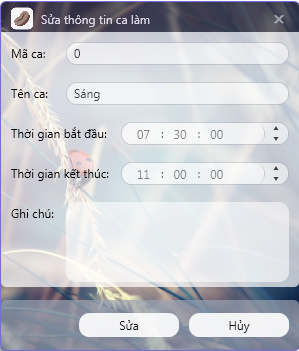 Sửa thông tin ca làm
Mã ca: 0
Tên ca: Sáng
Thời gian bắt đầu: 07 : 30 : 00
Thời gian kết thúc: 11 : 00 : 00
Ghi chú:
Sửa Hủy